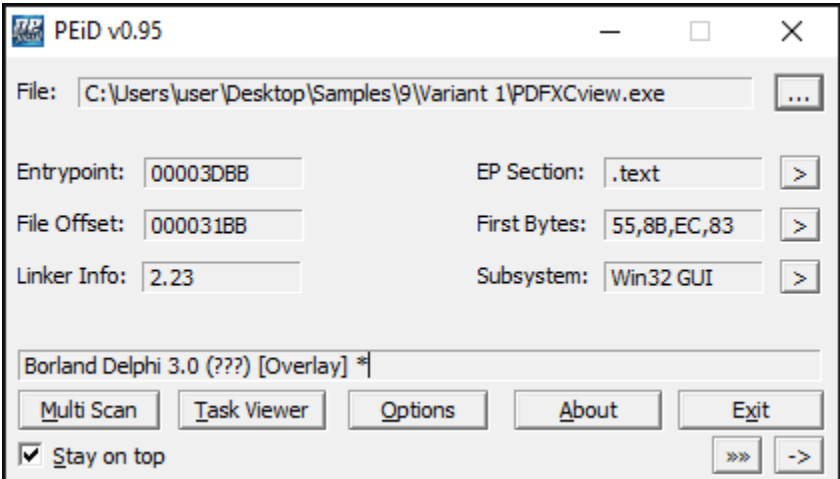 PEiD v0.95
File: C:\Users\user\Desktop\Samples\9\Variant 1\PDFXCview.exe ...
Entrypoint: 00003DBB EP Section: .text >
File Offset: 000031BB First Bytes: 55,8B,EC,83 >
Linker Info: 2.23 Subsystem: Win32 GUI >
Borland Delphi 3.0 (???) [Overlay] *
Multi Scan Task Viewer Options About Exit
Stay on top »» ->